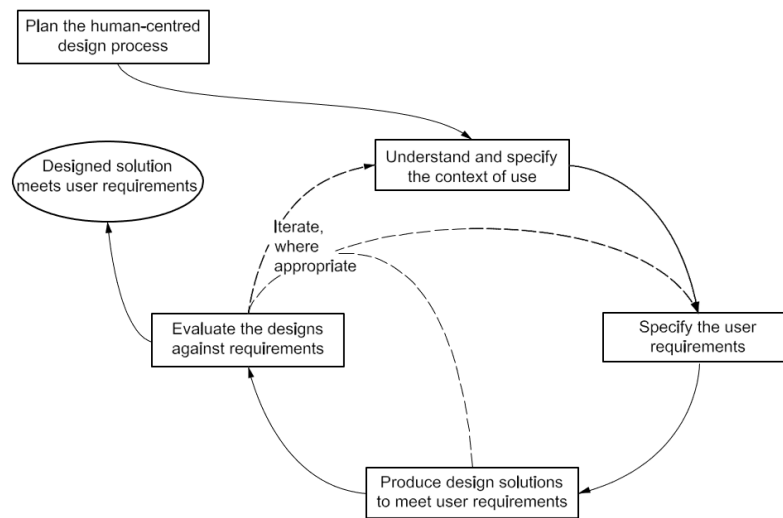 Plan the human-centred
design process
Understand and specify
the context of use
Designed solution
meets user requirements
Iterate,
where
appropriate
Evaluate the designs
against requirements
Specify the user
requirements
Produce design solutions
to meet user requirements